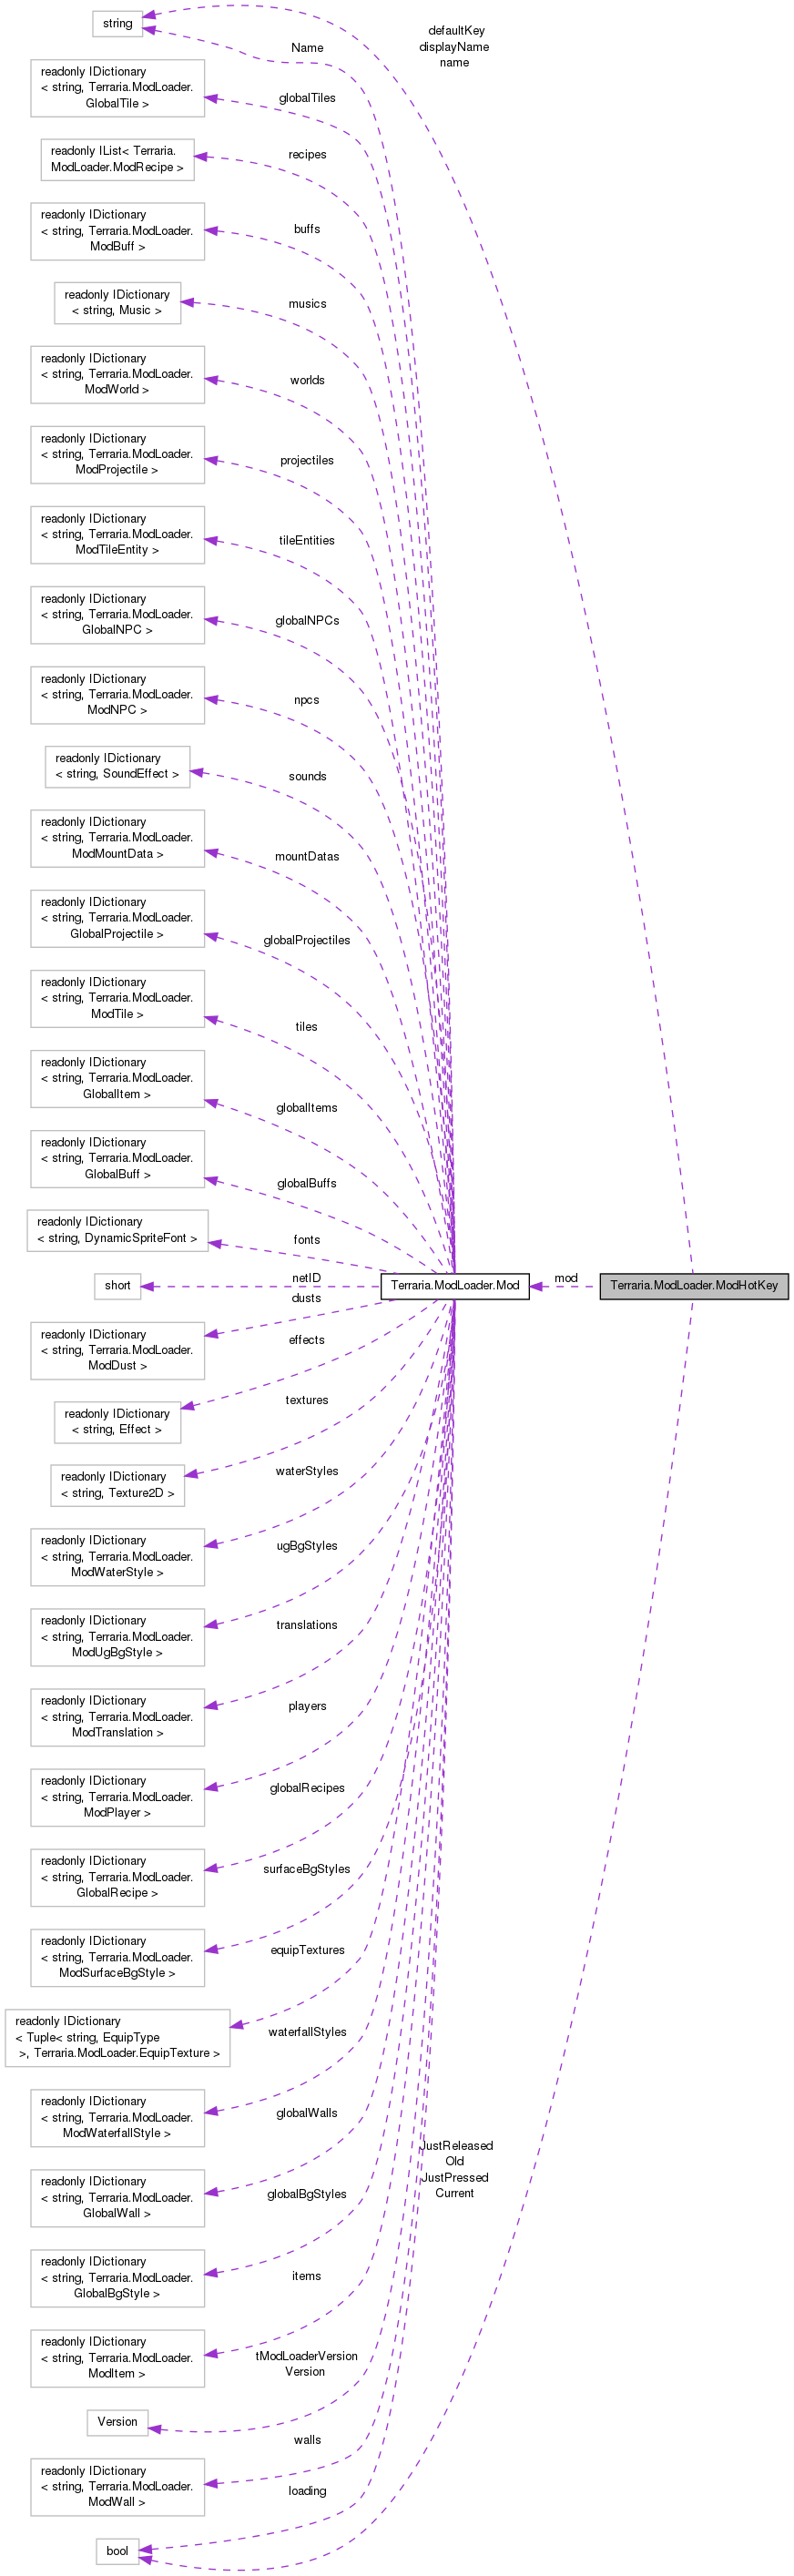 string
defaultKey
displayName
name
Name
readonly IDictionary
< string, Terraria.ModLoader.
GlobalTile >
globalTiles
readonly IList< Terraria.
ModLoader.ModRecipe >
recipes
readonly IDictionary
< string, Terraria.ModLoader.
ModBuff >
buffs
readonly IDictionary
< string, Music >
musics
readonly IDictionary
< string, Terraria.ModLoader.
ModWorld >
worlds
readonly IDictionary
< string, Terraria.ModLoader.
ModProjectile >
projectiles
readonly IDictionary
< string, Terraria.ModLoader.
ModTileEntity >
tileEntities
readonly IDictionary
< string, Terraria.ModLoader.
GlobalNPC >
globalNPCs
readonly IDictionary
< string, Terraria.ModLoader.
ModNPC >
npcs
readonly IDictionary
< string, SoundEffect >
sounds
readonly IDictionary
< string, Terraria.ModLoader.
ModMountData >
mountDatas
readonly IDictionary
< string, Terraria.ModLoader.
GlobalProjectile >
globalProjectiles
readonly IDictionary
< string, Terraria.ModLoader.
ModTile >
tiles
readonly IDictionary
< string, Terraria.ModLoader.
GlobalItem >
globalItems
readonly IDictionary
< string, Terraria.ModLoader.
GlobalBuff >
globalBuffs
readonly IDictionary
< string, DynamicSpriteFont >
fonts
short
netID
Terraria.ModLoader.Mod
mod
Terraria.ModLoader.ModHotKey
dusts
readonly IDictionary
< string, Terraria.ModLoader.
ModDust >
effects
readonly IDictionary
< string, Effect >
textures
readonly IDictionary
< string, Texture2D >
waterStyles
readonly IDictionary
< string, Terraria.ModLoader.
ModWaterStyle >
ugBgStyles
readonly IDictionary
< string, Terraria.ModLoader.
ModUgBgStyle >
translations
readonly IDictionary
< string, Terraria.ModLoader.
ModTranslation >
players
readonly IDictionary
< string, Terraria.ModLoader.
ModPlayer >
globalRecipes
readonly IDictionary
< string, Terraria.ModLoader.
GlobalRecipe >
surfaceBgStyles
readonly IDictionary
< string, Terraria.ModLoader.
ModSurfaceBgStyle >
equipTextures
readonly IDictionary
< Tuple< string, EquipType
>, Terraria.ModLoader.EquipTexture >
waterfallStyles
readonly IDictionary
< string, Terraria.ModLoader.
ModWaterfallStyle >
globalWalls
readonly IDictionary
< string, Terraria.ModLoader.
GlobalWall >
JustReleased
Old
JustPressed
Current
globalBgStyles
readonly IDictionary
< string, Terraria.ModLoader.
GlobalBgStyle >
items
readonly IDictionary
< string, Terraria.ModLoader.
ModItem >
tModLoaderVersion
Version
Version
walls
readonly IDictionary
< string, Terraria.ModLoader.
ModWall >
loading
bool